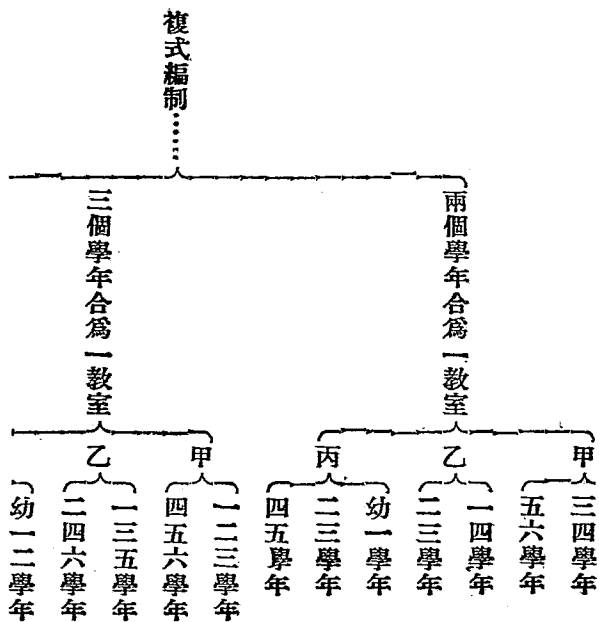 複式編制……
兩個學年合爲一教室
甲
三四學年
五六學年
乙
一四學年
二三學年
丙
幼一學年
二三學年
四五學年
三個學年合爲一教室
甲
一二三學年
四五六學年
乙
一三五學年
二四六學年
幼一二學年